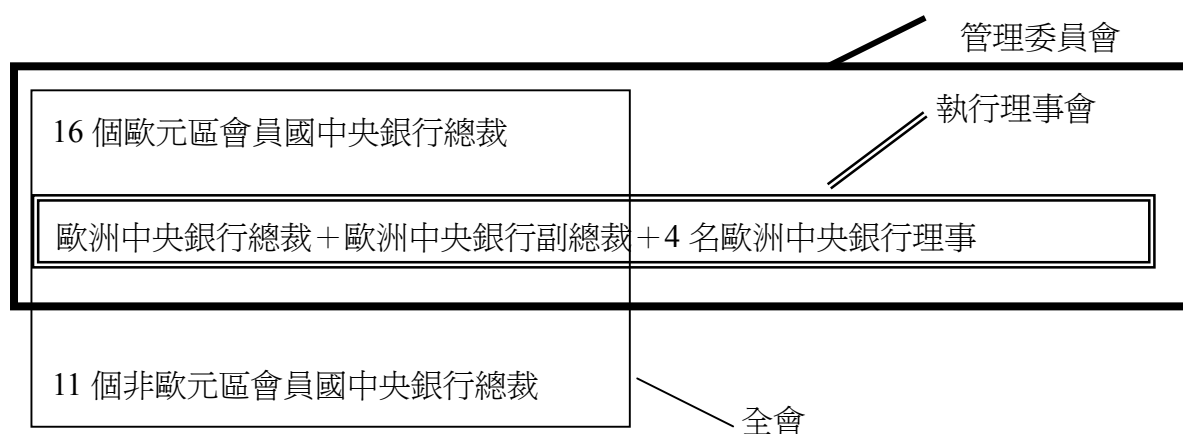 管理委員會
執行理事會
16 個歐元區會員國中央銀行總裁
歐洲中央銀行總裁＋歐洲中央銀行副總裁＋4 名歐洲中央銀行理事
11 個非歐元區會員國中央銀行總裁
全會